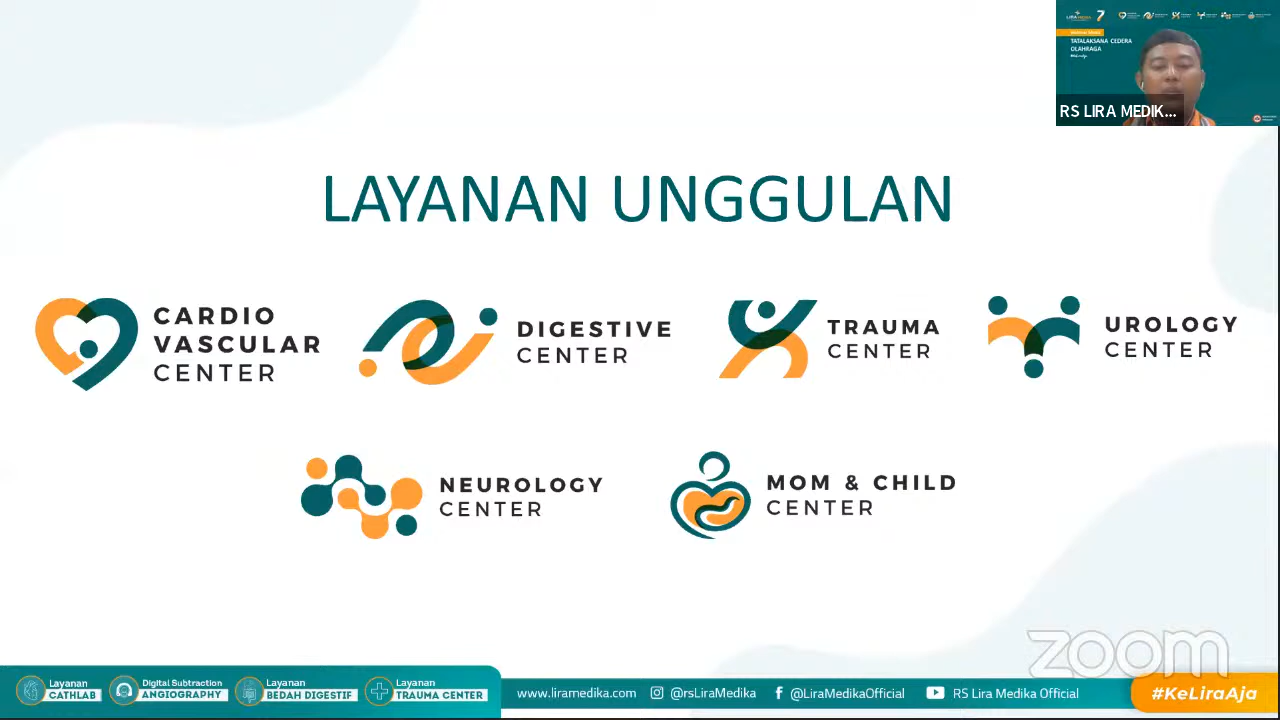 TATALAKSANA CEDERA
OLAHRAGA
RS LIRA MEDIK...
LAYANAN UNGGULAN
CARDIO
VASCULAR
CENTER
DIGESTIVE
CENTER
TRAUMA
CENTER
UROLOGY
CENTER
NEUROLOGY
CENTER
MOM & CHILD
CENTER
zoom
Layanan
CATHLAB
Digital Subtraction
ANGIOGRAPHY
Layanan
BEDAH DIGESTIF
Layanan
TRAUMA CENTER
www.liramedika.com
@rsLiraMedika
@LiraMedikaOfficial
RS Lira Medika Official
#KeLiraAja